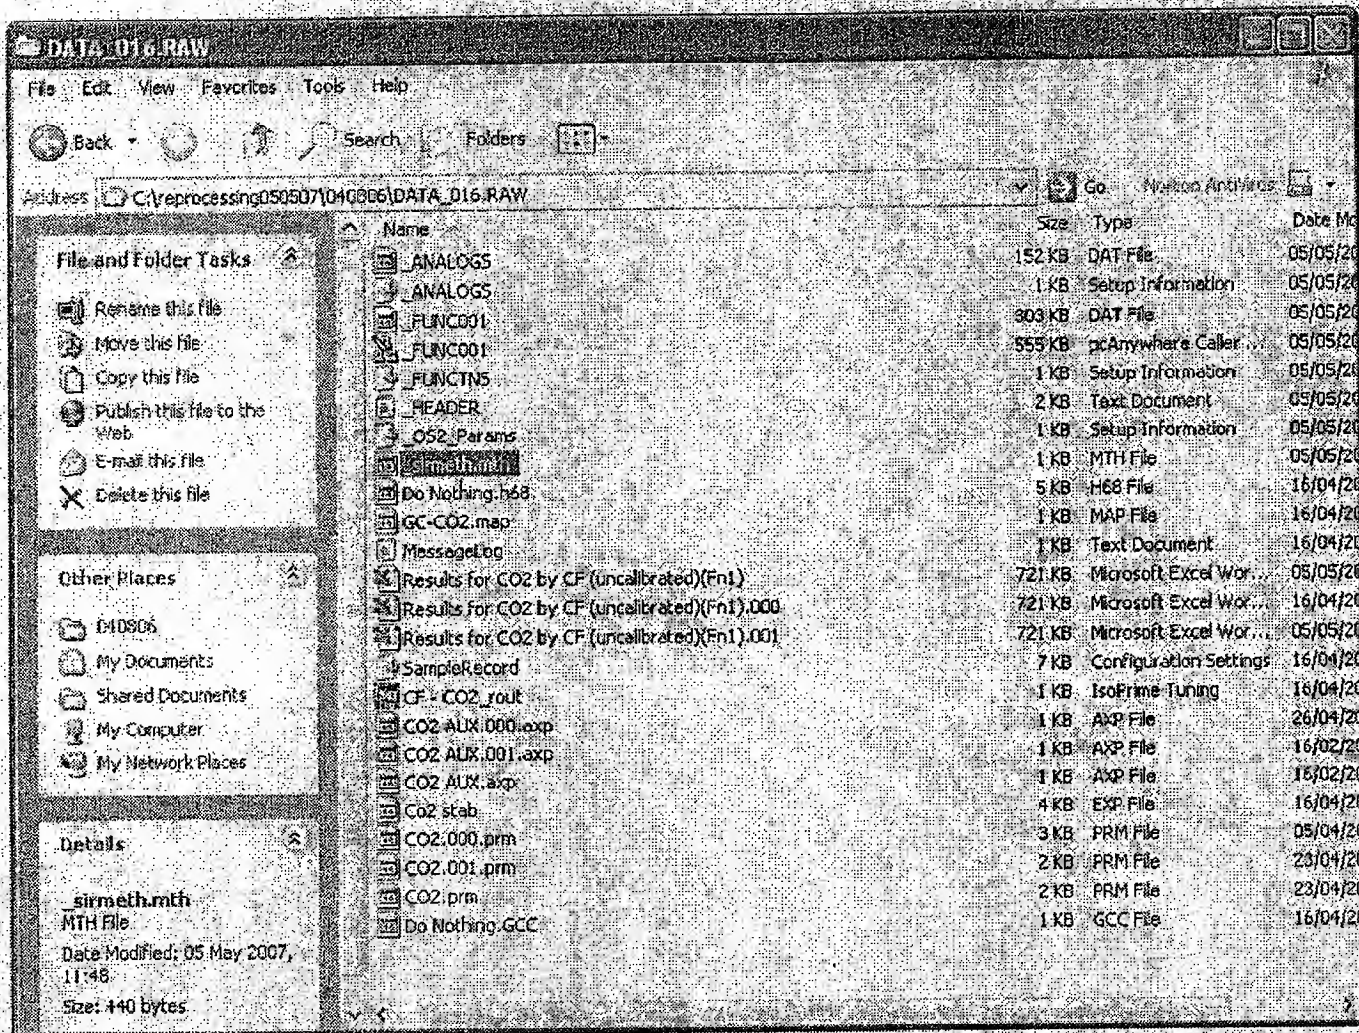 DATA_016.RAW
File Edit View Favorites Tools Help
Back Search Folders
Address C:\reprocessing050507\040806\DATA_016.RAW Go Norton AntiVirus
File and Folder Tasks
Rename this file
Move this file
Copy this file
Publish this file to the
Web
E-mail this file
Delete this file
Other Places
040806
My Documents
Shared Documents
My Computer
My Network Places
Details
_sirmeth.mth
MTH File
Date Modified: 05 May 2007,
11:48
Size: 440 bytes
Name Size Type Date Mo
_ANALOGS 152 KB DAT File 05/05/20
_ANALOGS 1 KB Setup Information 05/05/20
_FUNC001 303 KB DAT File 05/05/20
_FUNC001 555 KB pcAnywhere Caller ... 05/05/20
_FUNCTNS 1 KB Setup Information 05/05/20
_HEADER 2 KB Text Document 05/05/20
_OS2_Params 1 KB Setup Information 05/05/20
_sirmeth.mth 1 KB MTH File 05/05/20
Do Nothing.h68 5 KB H68 File 16/04/20
GC-CO2.map 1 KB MAP File 16/04/20
MessageLog 1 KB Text Document 16/04/20
Results for CO2 by CF (uncalibrated)(Fn1) 721 KB Microsoft Excel Wor... 05/05/20
Results for CO2 by CF (uncalibrated)(Fn1).000 721 KB Microsoft Excel Wor... 16/04/20
Results for CO2 by CF (uncalibrated)(Fn1).001 721 KB Microsoft Excel Wor... 05/05/20
SampleRecord 7 KB Configuration Settings 16/04/20
CF - CO2_rout 1 KB IsoPrime Tuning 16/04/20
CO2 AUX.000.axp 1 KB AXP File 26/04/20
CO2 AUX.001.axp 1 KB AXP File 16/02/20
CO2 AUX.axp 1 KB AXP File 16/02/20
Co2 stab 4 KB EXP File 16/04/20
CO2.000.prm 3 KB PRM File 05/04/20
CO2.001.prm 2 KB PRM File 23/04/20
CO2.prm 2 KB PRM File 23/04/20
Do Nothing.GCC 1 KB GCC File 16/04/20